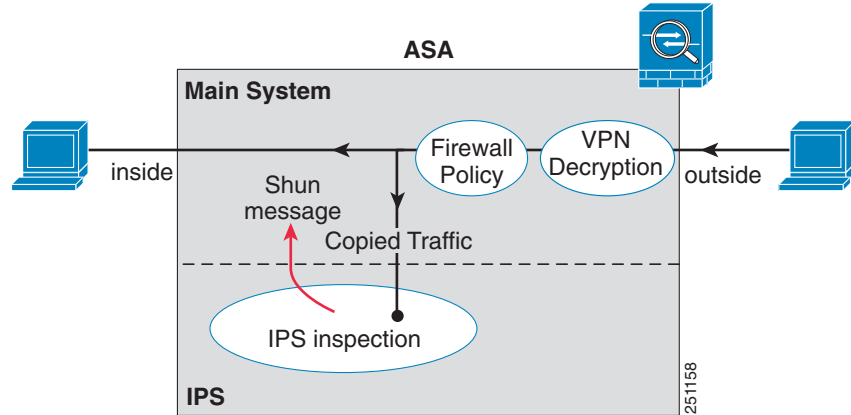 ASA
Main System
Firewall
Policy
VPN
Decryption
inside
outside
Shun
message
Copied Traffic
IPS inspection
IPS
251158